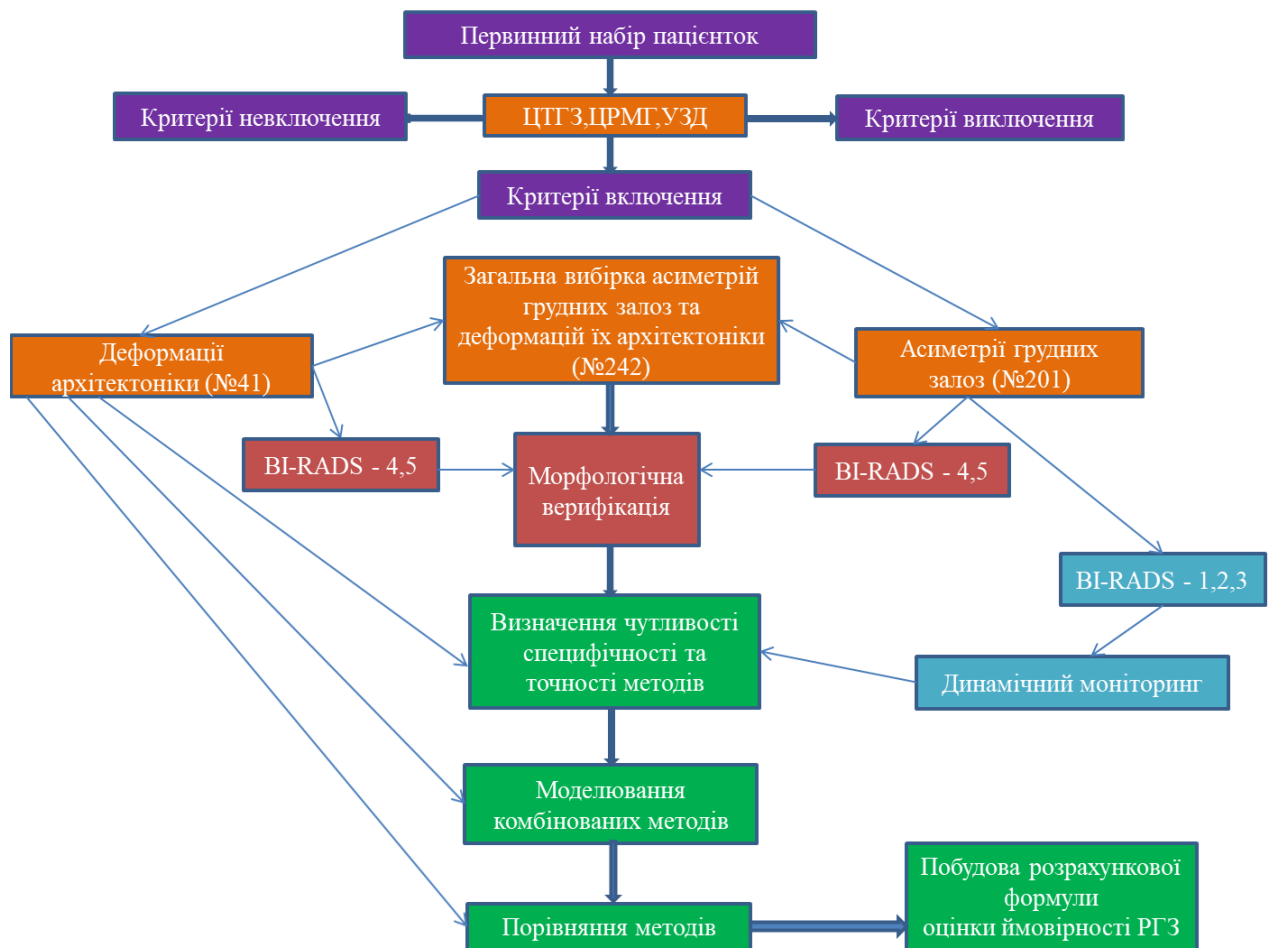 Первинний набір пацієнток
Критерії невключення
ЦТГЗ,ЦРМГ,УЗД
Критерії виключення
Критерії включення
Загальна вибірка асиметрій
грудних залоз та
деформацій їх архітектоніки
(№242)
Деформації
архітектоніки (№41)
Асиметрії грудних
залоз (№201)
BI-RADS - 4,5
Морфологічна
верифікація
BI-RADS - 4,5
BI-RADS - 1,2,3
Визначення чутливості
специфічності та
точності методів
Динамічний моніторинг
Моделювання
комбінованих методів
Порівняння методів
Побудова розрахункової
формули
оцінки ймовірності РГЗ